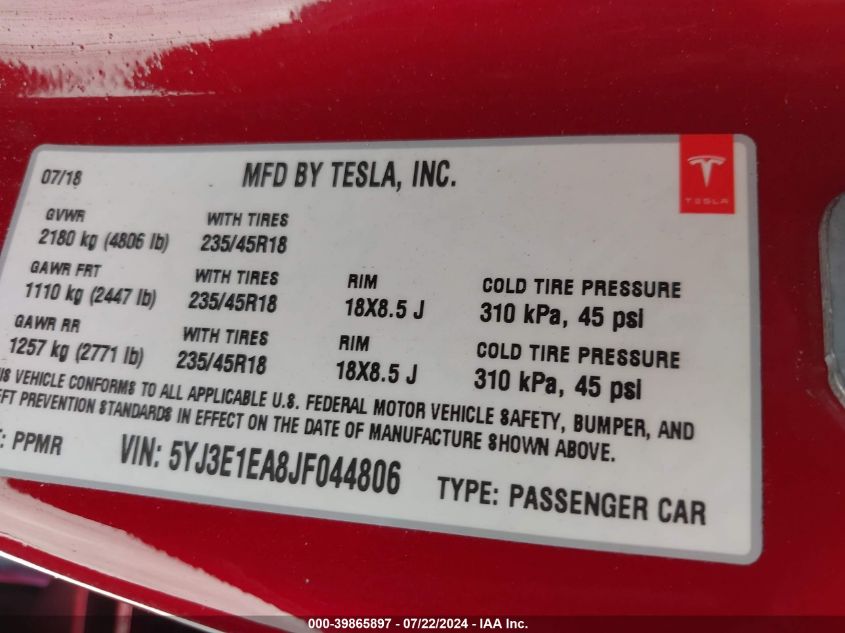 07/18 MFD BY TESLA, INC.
TESLA
GVWR WITH TIRES
2180 kg (4806 lb) 235/45R18
GAWR FRT WITH TIRES RIM COLD TIRE PRESSURE
1110 kg (2447 lb) 235/45R18 18X8.5 J 310 kPa, 45 psi
GAWR RR WITH TIRES RIM COLD TIRE PRESSURE
1257 kg (2771 lb) 235/45R18 18X8.5 J 310 kPa, 45 psi
VEHICLE CONFORMS TO ALL APPLICABLE U.S. FEDERAL MOTOR VEHICLE SAFETY, BUMPER, AND
PREVENTION STANDARDS IN EFFECT ON THE DATE OF MANUFACTURE SHOWN ABOVE.
: PPMR VIN: 5YJ3E1EA8JF044806 TYPE: PASSENGER CAR
000-39865897 - 07/22/2024 - IAA Inc.